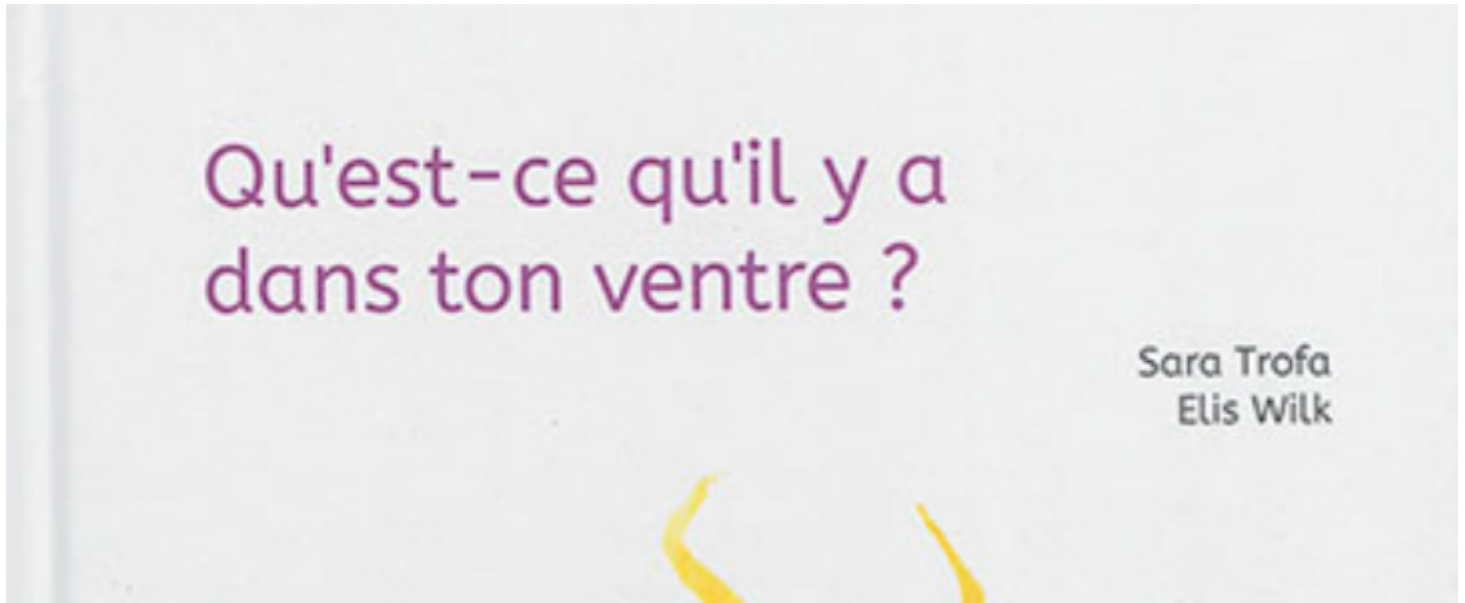 Qu'est-ce qu'il y a
dans ton ventre ?
Sara Trofa
Elis Wilk